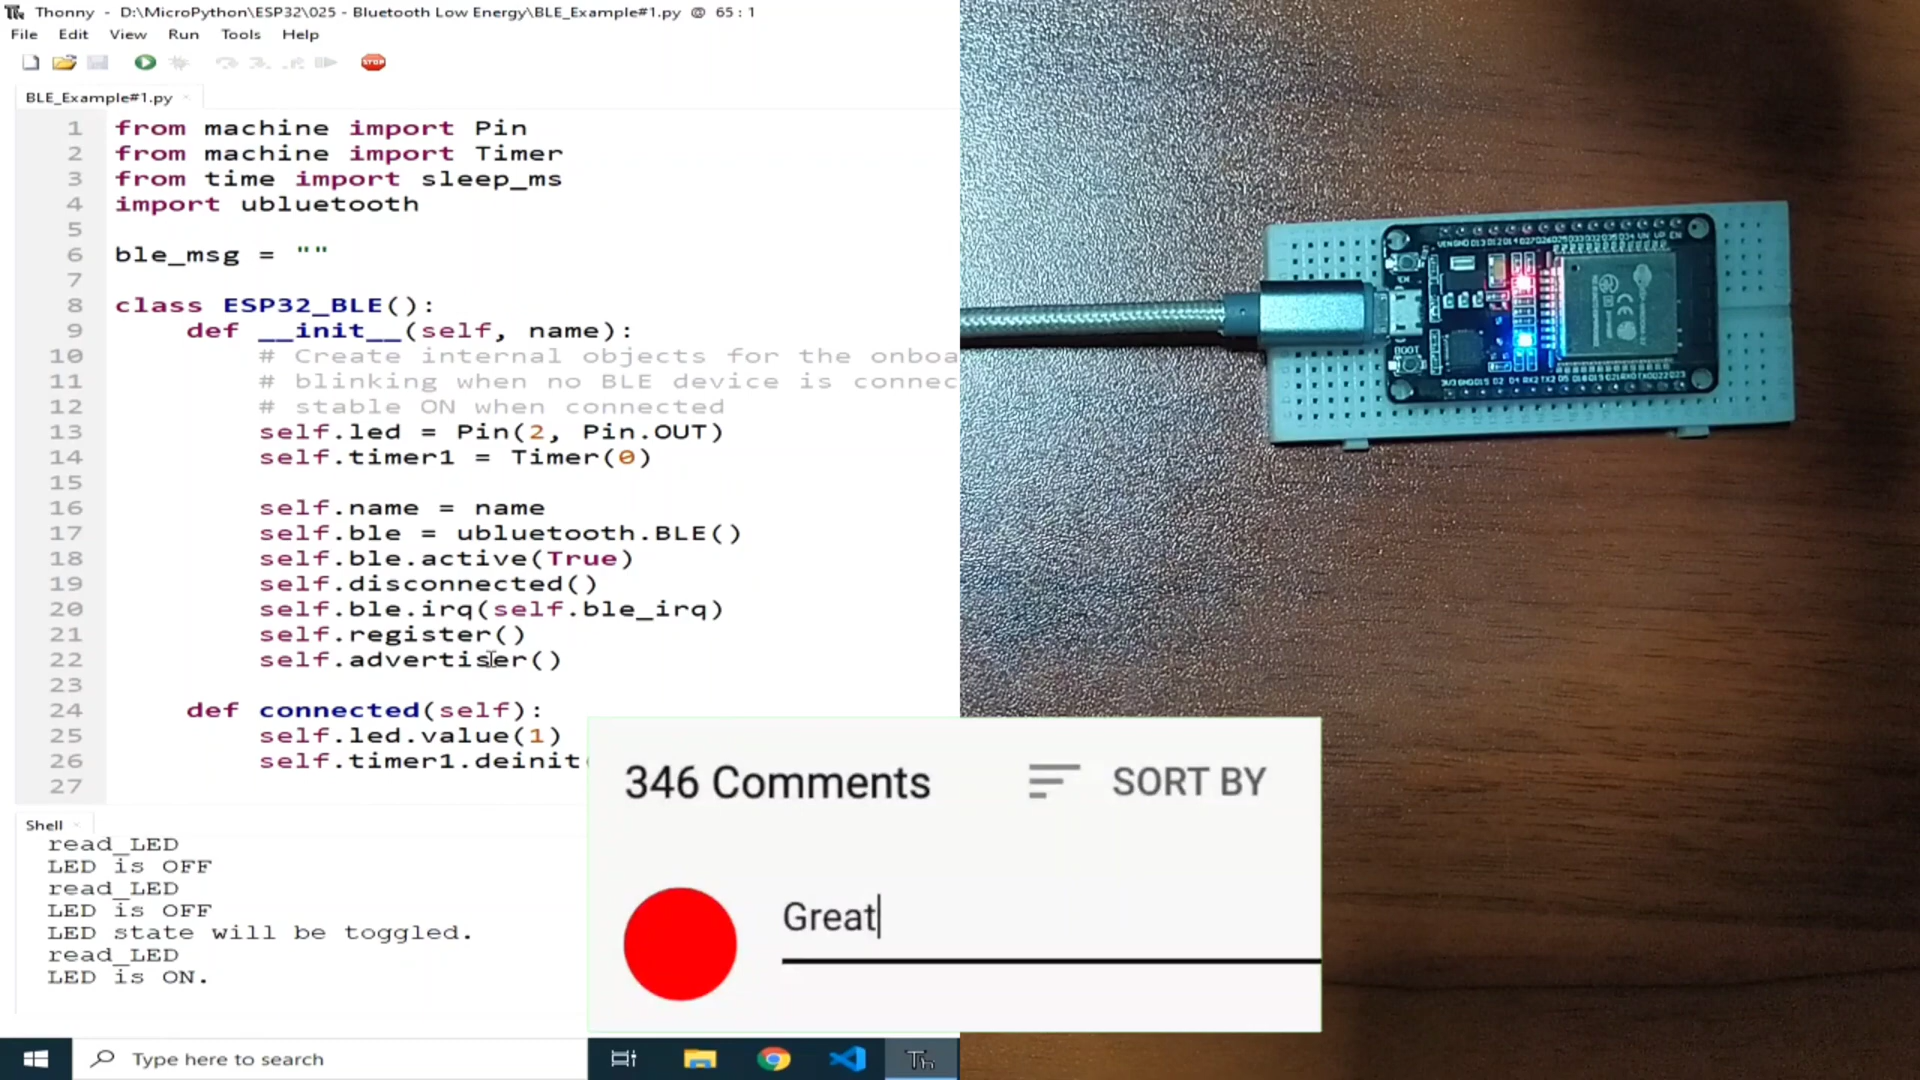 Thonny - D:\MicroPython\ESP32\025 - Bluetooth Low Energy\BLE_Example#1.py @ 65 : 1
File Edit View Run Tools Help
STOP
BLE_Example#1.py
1 from machine import Pin
2 from machine import Timer
3 from time import sleep_ms
4 import ubluetooth
5
6 ble_msg = ""
7
8 class ESP32_BLE():
9 def __init__(self, name):
10 # Create internal objects for the onboa
11 # blinking when no BLE device is connec
12 # stable ON when connected
13 self.led = Pin(2, Pin.OUT)
14 self.timer1 = Timer(0)
15
16 self.name = name
17 self.ble = ubluetooth.BLE()
18 self.ble.active(True)
19 self.disconnected()
20 self.ble.irq(self.ble_irq)
21 self.register()
22 self.advertiser()
23
24 def connected(self):
25 self.led.value(1)
26 self.timer1.deinit(
27
Shell
read_LED
LED is OFF
read_LED
LED is OFF
LED state will be toggled.
read_LED
LED is ON.
346 Comments SORT BY
Great
Type here to search
BOOT